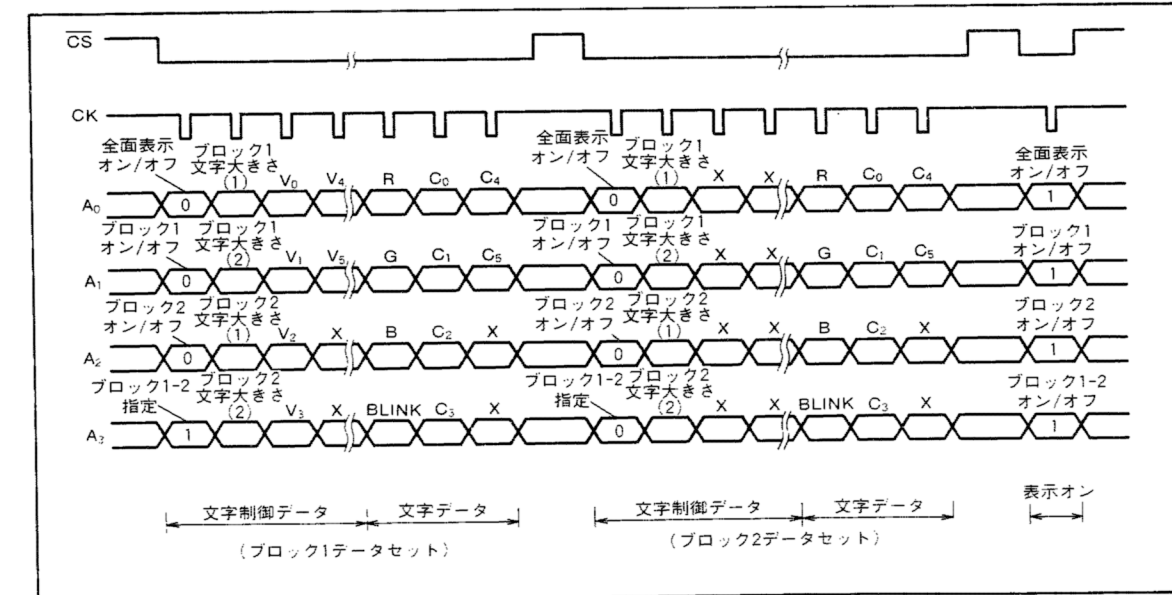 CS
CK
全面表示
オン/オフ
ブロック1
文字大きさ
(1)
V₀
V₄
R
C₀
C₄
全面表示
オン/オフ
ブロック1
文字大きさ
(1)
X
X
R
C₀
C₄
全面表示
オン/オフ
A₀
0
0
1
ブロック1
オン/オフ
ブロック1
文字大きさ
(2)
V₁
V₅
G
C₁
C₅
ブロック1
オン/オフ
ブロック1
文字大きさ
(2)
X
X
G
C₁
C₅
ブロック1
オン/オフ
A₁
0
0
1
ブロック2
オン/オフ
ブロック2
文字大きさ
(1)
V₂
X
B
C₂
X
ブロック2
オン/オフ
ブロック2
文字大きさ
(1)
X
X
B
C₂
X
ブロック2
オン/オフ
A₂
0
0
1
ブロック1-2
指定
ブロック2
文字大きさ
(2)
V₃
X
BLINK
C₃
X
ブロック1-2
指定
ブロック2
文字大きさ
(2)
X
X
BLINK
C₃
X
ブロック1-2
オン/オフ
A₃
1
0
1
文字制御データ
文字データ
文字制御データ
文字データ
表示オン
(ブロック1データセット)
(ブロック2データセット)